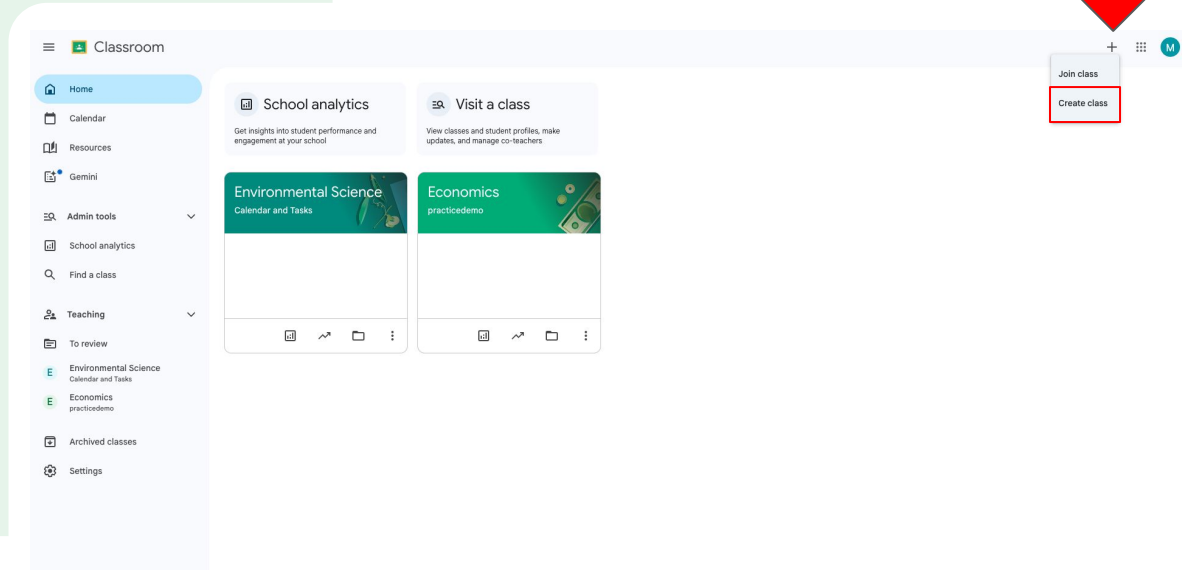 Classroom
M
Join class
Create class
Home
Calendar
Resources
Gemini
Admin tools
School analytics
Find a class
Teaching
To review
E
Environmental Science
Calendar and Tasks
E
Economics
practicedemo
Archived classes
Settings
School analytics
Get insights into student performance and
engagement at your school
Visit a class
View classes and student profiles, make
updates, and manage co-teachers
Environmental Science
Calendar and Tasks
Economics
practicedemo